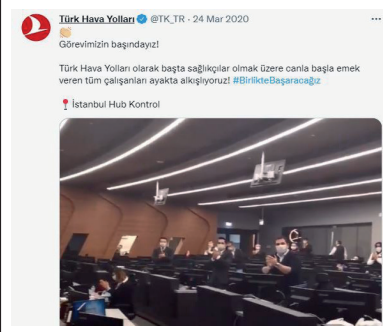 Türk Hava Yolları @TK_TR · 24 Mar 2020
Görevimizin başındayız!
Türk Hava Yolları olarak başta sağlıkçılar olmak üzere canla başla emek
veren tüm çalışanları ayakta alkışlıyoruz! #BirlikteBaşaracağız
İstanbul Hub Kontrol